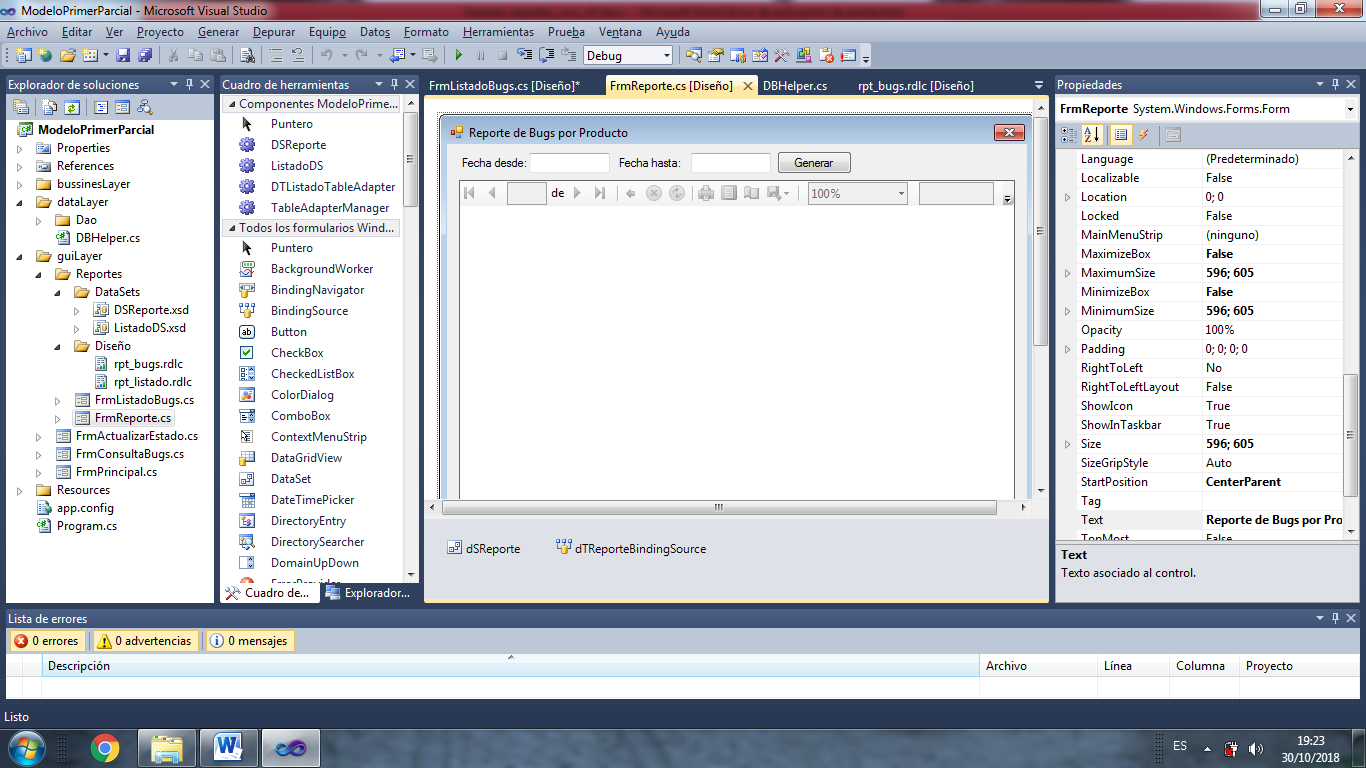 ModeloPrimerParcial - Microsoft Visual Studio
Archivo Editar Ver Proyecto Generar Depurar Equipo Datos Formato Herramientas Prueba Ventana Ayuda
Debug
Explorador de soluciones
ModeloPrimerParcial
Properties
References
bussinesLayer
dataLayer
Dao
DBHelper.cs
guiLayer
Reportes
DataSets
DSReporte.xsd
ListadoDS.xsd
Diseño
rpt_bugs.rdlc
rpt_listado.rdlc
FrmListadoBugs.cs
FrmReporte.cs
FrmActualizarEstado.cs
FrmConsultaBugs.cs
FrmPrincipal.cs
Resources
app.config
Program.cs
Cuadro de herramientas
Componentes ModeloPrime...
Puntero
DSReporte
ListadoDS
DTListadoTableAdapter
TableAdapterManager
Todos los formularios Wind...
Puntero
BackgroundWorker
BindingNavigator
BindingSource
Button
CheckBox
CheckedListBox
ColorDialog
ComboBox
ContextMenuStrip
DataGridView
DataSet
DateTimePicker
DirectoryEntry
DirectorySearcher
DomainUpDown
ErrorProvider
Cuadro de... Explorador...
FrmListadoBugs.cs [Diseño]* FrmReporte.cs [Diseño] DBHelper.cs rpt_bugs.rdlc [Diseño]
Reporte de Bugs por Producto
Fecha desde: Fecha hasta: Generar
de 100%
dSReporte dTReporteBindingSource
Propiedades
FrmReporte System.Windows.Forms.Form
Language (Predeterminado)
Localizable False
Location 0; 0
Locked False
MainMenuStrip (ninguno)
MaximizeBox False
MaximumSize 596; 605
MinimizeBox False
MinimumSize 596; 605
Opacity 100%
Padding 0; 0; 0; 0
RightToLeft No
RightToLeftLayout False
ShowIcon True
ShowInTaskbar True
Size 596; 605
SizeGripStyle Auto
StartPosition CenterParent
Tag
Text Reporte de Bugs por Pro
TopMost False
Text
Texto asociado al control.
Lista de errores
0 errores 0 advertencias 0 mensajes
Descripción Archivo Línea Columna Proyecto
Listo
ES
19:23
30/10/2018